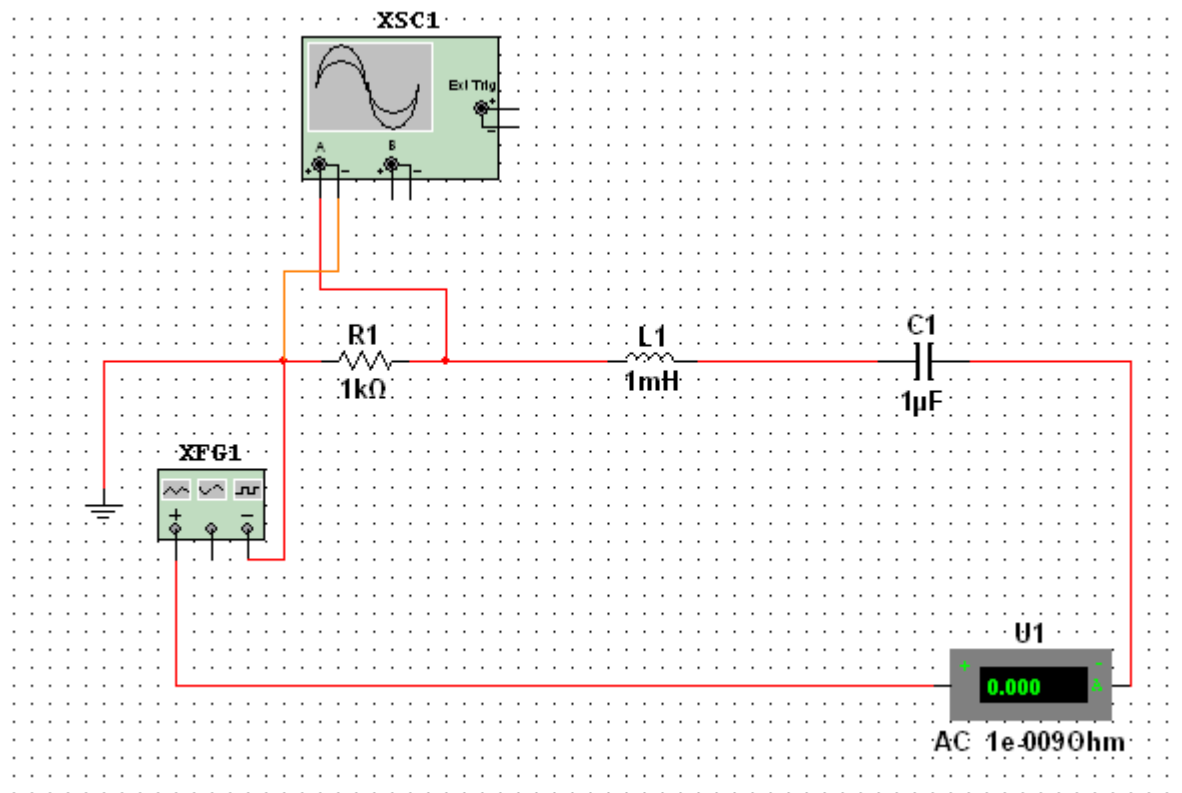 XSC1
Ext Trig
+
-
A
B
+ - + -
R1
1kΩ
L1
1mH
C1
1µF
XFG1
+ -
U1
+ -
0.000 A
AC 1e-009Ohm